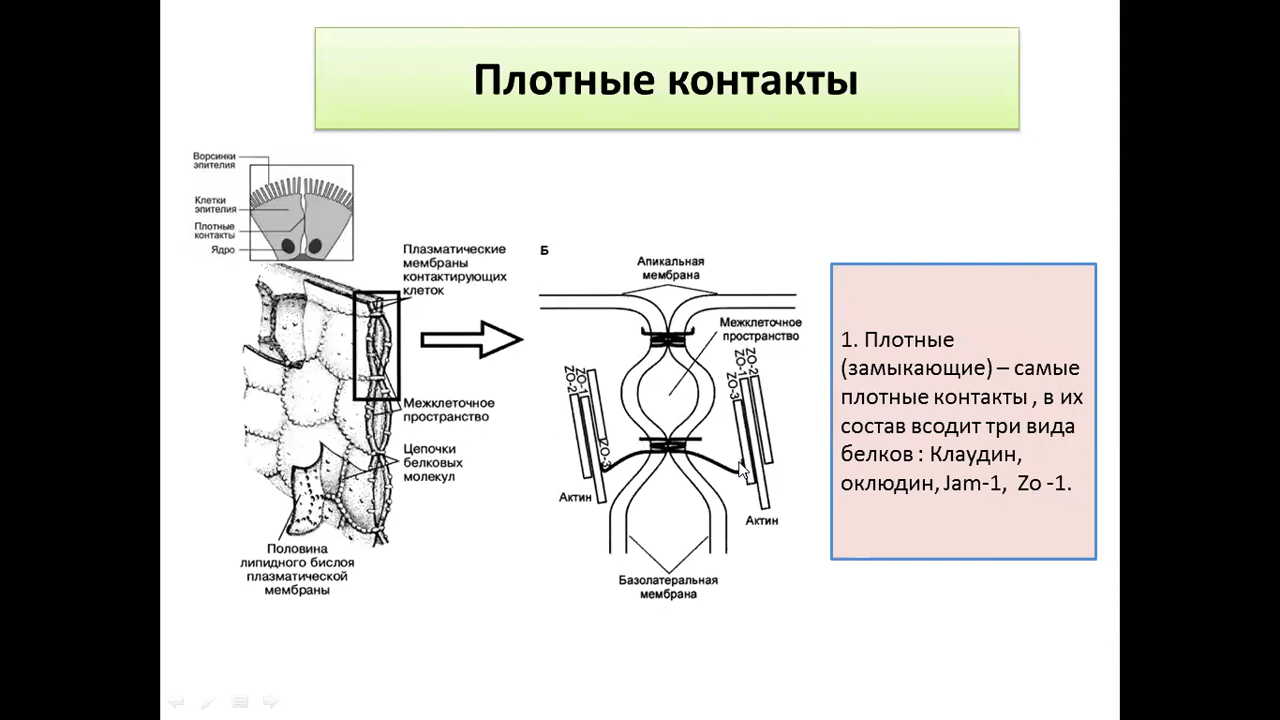 Плотные контакты
Ворсинки
эпителия
Клетки
эпителия
Плотные
контакты
Ядро
Плазматические
мембраны
контактирующих
клеток
Межклеточное
пространство
Цепочки
белковых
молекул
Половина
липидного бислоя
плазматической
мембраны
Б
Апикальная
мембрана
Межклеточное
пространство
ZO-2
ZO-1
ZO-3
Актин
ZO-3
ZO-1
ZO-2
Актин
Базолатеральная
мембрана
1. Плотные
(замыкающие) – самые
плотные контакты , в их
состав всодит три вида
белков : Клаудин,
оклюдин, Jam-1, Zo -1.